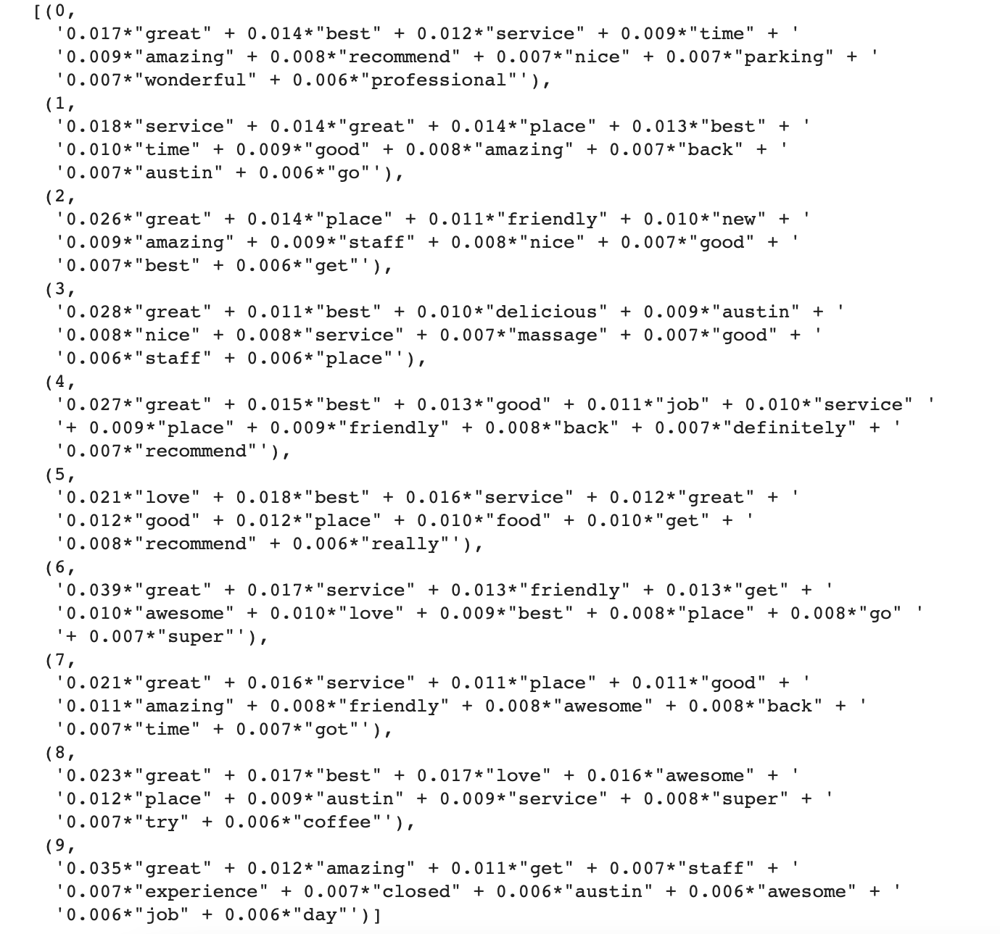 [(0,
'0.017*"great" + 0.014*"best" + 0.012*"service" + 0.009*"time" + '
'0.009*"amazing" + 0.008*"recommend" + 0.007*"nice" + 0.007*"parking" + '
'0.007*"wonderful" + 0.006*"professional"'),
(1,
'0.018*"service" + 0.014*"great" + 0.014*"place" + 0.013*"best" + '
'0.010*"time" + 0.009*"good" + 0.008*"amazing" + 0.007*"back" + '
'0.007*"austin" + 0.006*"go"'),
(2,
'0.026*"great" + 0.014*"place" + 0.011*"friendly" + 0.010*"new" + '
'0.009*"amazing" + 0.009*"staff" + 0.008*"nice" + 0.007*"good" + '
'0.007*"best" + 0.006*"get"'),
(3,
'0.028*"great" + 0.011*"best" + 0.010*"delicious" + 0.009*"austin" + '
'0.008*"nice" + 0.008*"service" + 0.007*"massage" + 0.007*"good" + '
'0.006*"staff" + 0.006*"place"'),
(4,
'0.027*"great" + 0.015*"best" + 0.013*"good" + 0.011*"job" + 0.010*"service" '
'+ 0.009*"place" + 0.009*"friendly" + 0.008*"back" + 0.007*"definitely" + '
'0.007*"recommend"'),
(5,
'0.021*"love" + 0.018*"best" + 0.016*"service" + 0.012*"great" + '
'0.012*"good" + 0.012*"place" + 0.010*"food" + 0.010*"get" + '
'0.008*"recommend" + 0.006*"really"'),
(6,
'0.039*"great" + 0.017*"service" + 0.013*"friendly" + 0.013*"get" + '
'0.010*"awesome" + 0.010*"love" + 0.009*"best" + 0.008*"place" + 0.008*"go" '
'+ 0.007*"super"'),
(7,
'0.021*"great" + 0.016*"service" + 0.011*"place" + 0.011*"good" + '
'0.011*"amazing" + 0.008*"friendly" + 0.008*"awesome" + 0.008*"back" + '
'0.007*"time" + 0.007*"got"'),
(8,
'0.023*"great" + 0.017*"best" + 0.017*"love" + 0.016*"awesome" + '
'0.012*"place" + 0.009*"austin" + 0.009*"service" + 0.008*"super" + '
'0.007*"try" + 0.006*"coffee"'),
(9,
'0.035*"great" + 0.012*"amazing" + 0.011*"get" + 0.007*"staff" + '
'0.007*"experience" + 0.007*"closed" + 0.006*"austin" + 0.006*"awesome" + '
'0.006*"job" + 0.006*"day"')]